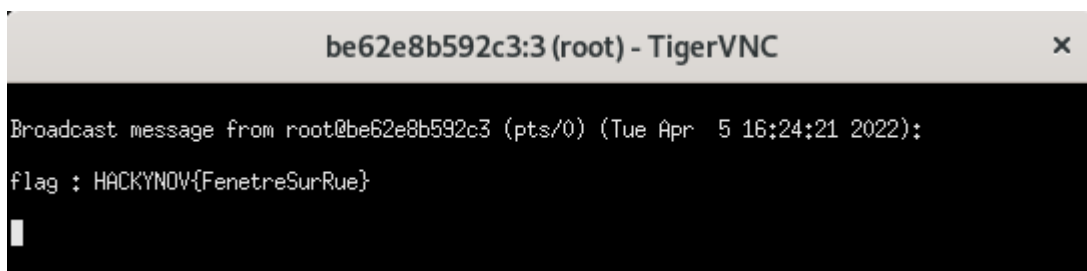 be62e8b592c3:3 (root) - TigerVNC ×
Broadcast message from root@be62e8b592c3 (pts/0) (Tue Apr  5 16:24:21 2022):
flag : HACKYNOV{FenetreSurRue}